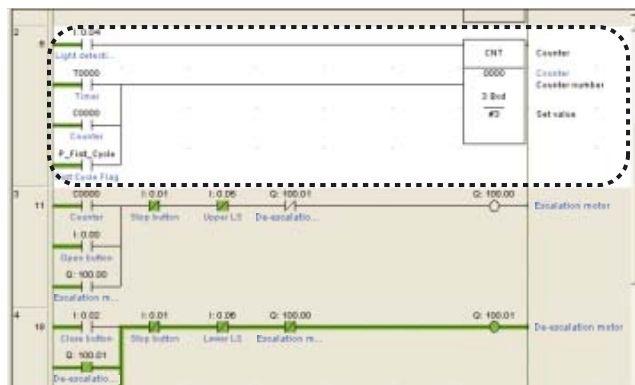 2
I: 0.04
CNT
Counter
Light detecti...
T0000
0000
Counter
Counter number
Timer
C0000
3 Bcd
#3
Set value
Counter
P_First_Cycle
First Cycle Flag
3
11
C0000
I: 0.01
I: 0.05
Q: 100.01
Q: 100.00
Escalation motor
Counter
Stop button
Upper LS
De-escalatio...
I: 0.00
Open button
Q: 100.00
Escalation m...
4
18
I: 0.02
I: 0.01
I: 0.06
Q: 100.00
Q: 100.01
De-escalation motor
Close button
Stop button
Lower LS
Escalation m...
Q: 100.01
De-escalatio...